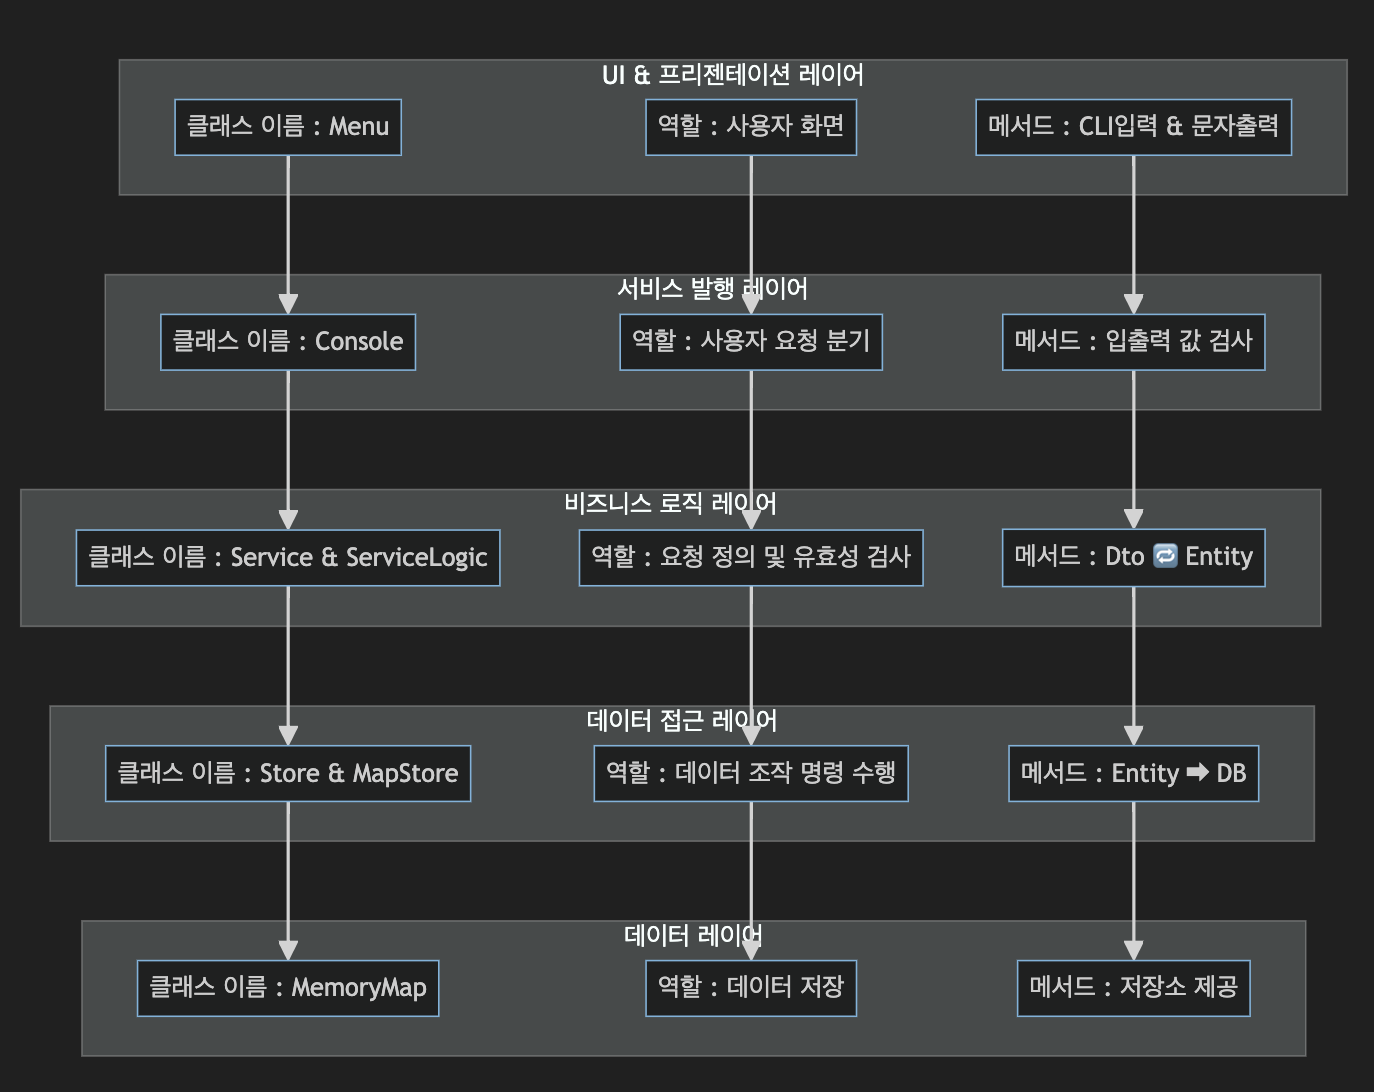 UI & 프리젠테이션 레이어
클래스 이름 : Menu
역할 : 사용자 화면
메서드 : CLI입력 & 문자출력
서비스 발행 레이어
클래스 이름 : Console
역할 : 사용자 요청 분기
메서드 : 입출력 값 검사
비즈니스 로직 레이어
클래스 이름 : Service & ServiceLogic
역할 : 요청 정의 및 유효성 검사
메서드 : Dto 🔁 Entity
데이터 접근 레이어
클래스 이름 : Store & MapStore
역할 : 데이터 조작 명령 수행
메서드 : Entity ➡ DB
데이터 레이어
클래스 이름 : MemoryMap
역할 : 데이터 저장
메서드 : 저장소 제공